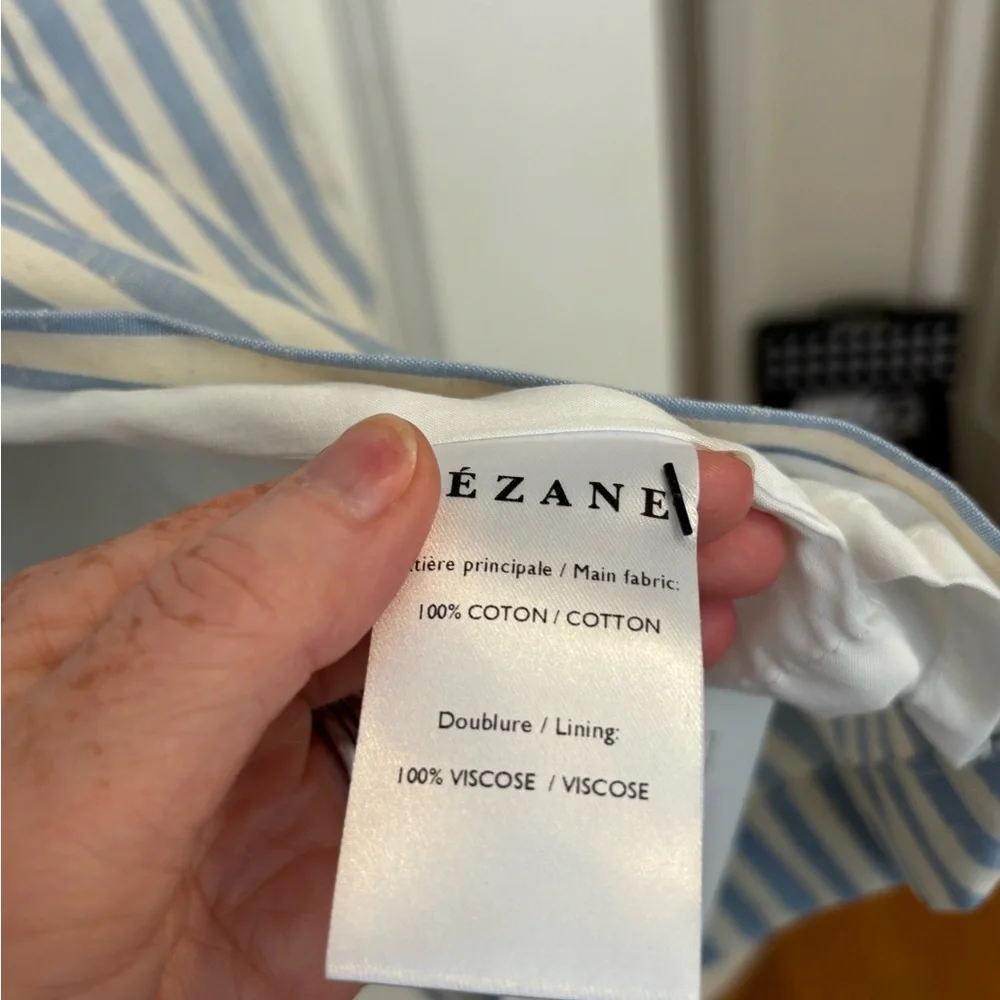 ÉZANE
tière principale / Main fabric:
100% COTON / COTTON
Doublure / Lining:
100% VISCOSE / VISCOSE